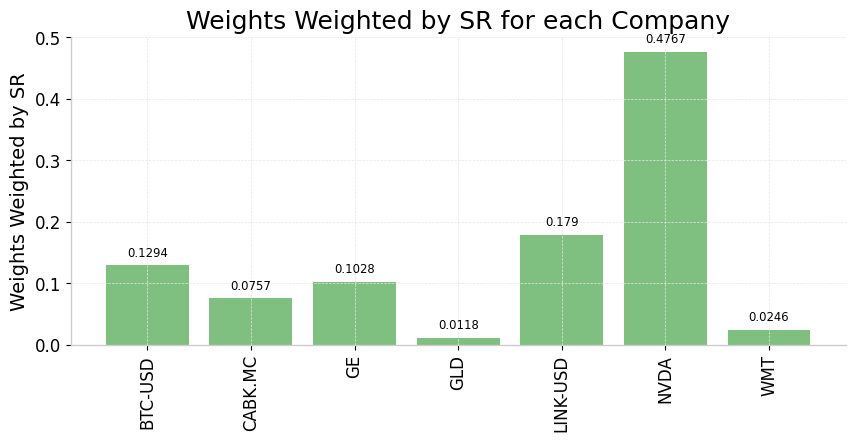 Weights Weighted by SR for each Company
Weights Weighted by SR
0.5
0.4
0.3
0.2
0.1
0.0
0.1294
0.0757
0.1028
0.0118
0.179
0.4767
0.0246
BTC-USD
CABK.MC
GE
GLD
LINK-USD
NVDA
WMT